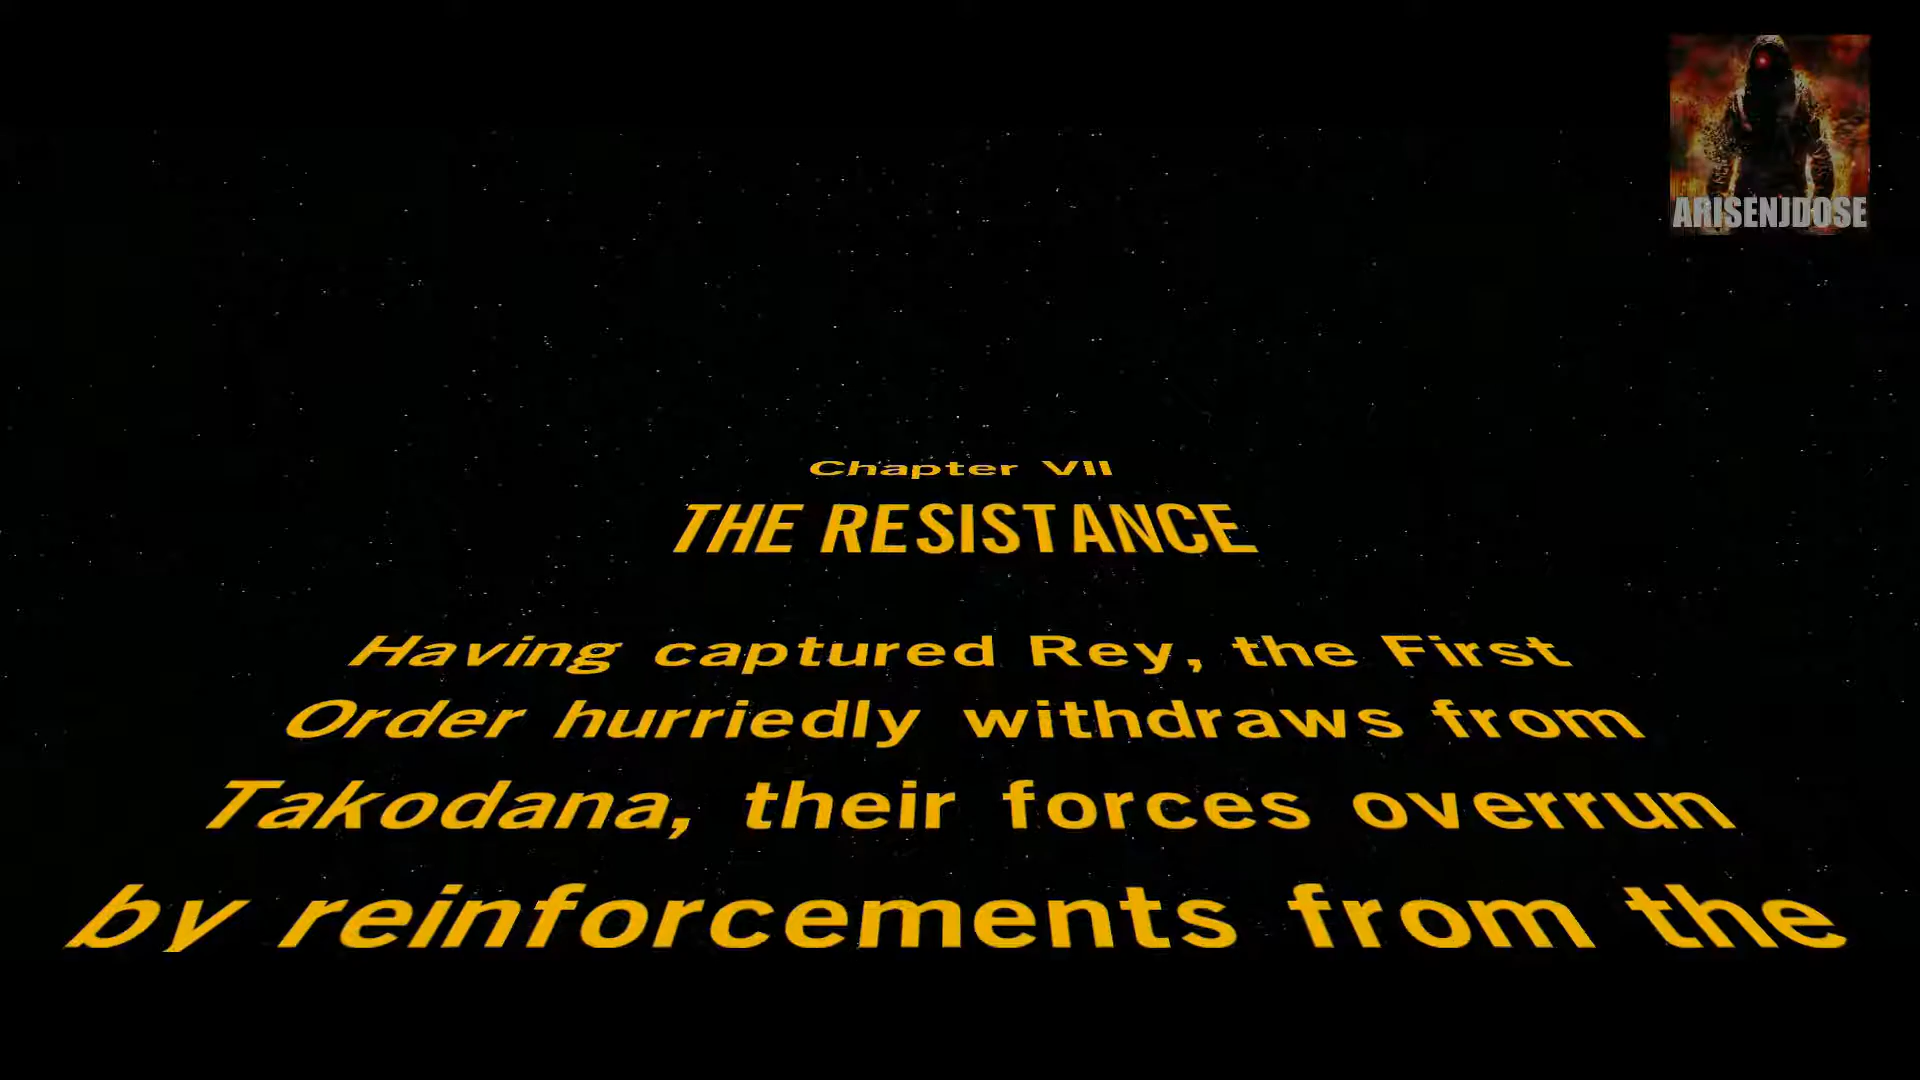 ARISENJDOSE
Chapter VII
THE RESISTANCE
Having captured Rey, the First
Order hurriedly withdraws from
Takodana, their forces overrun
by reinforcements from the